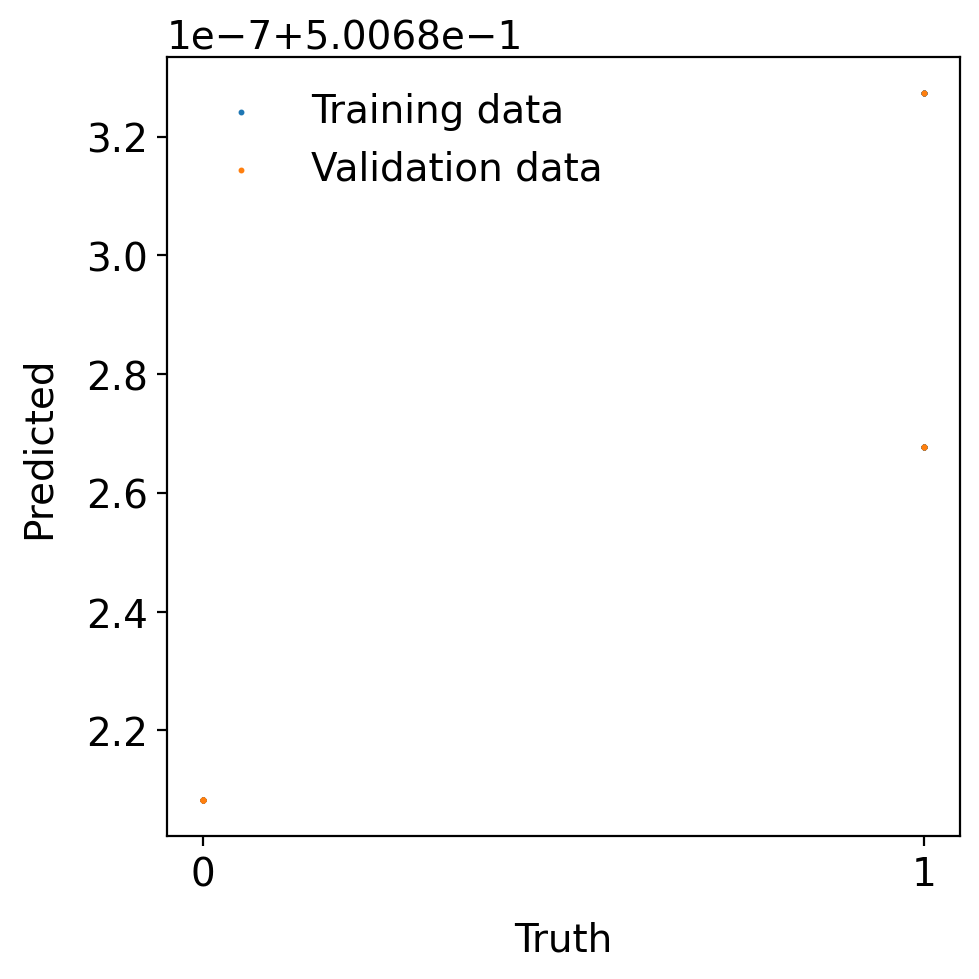 1e−7+5.0068e−1
Training data
Validation data
3.2
3.0
2.8
2.6
2.4
2.2
Predicted
0 1
Truth